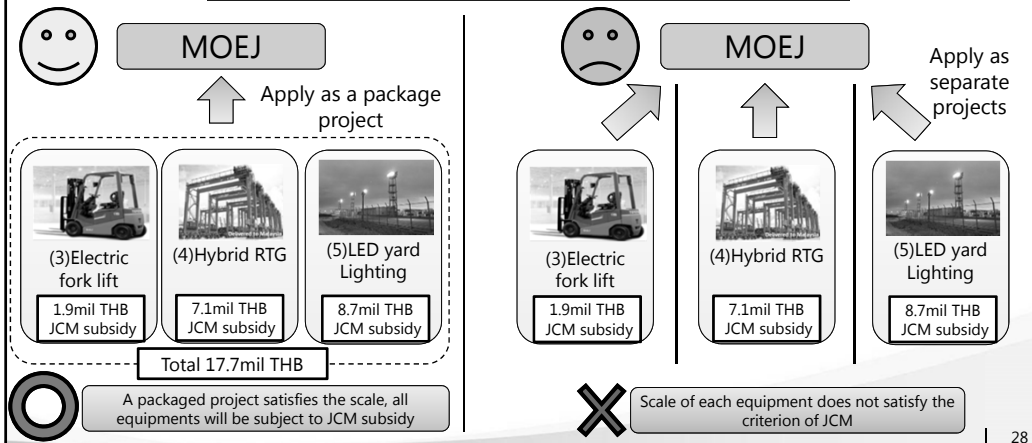 MOEJ
Apply as a package
project
(3)Electric
fork lift
1.9mil THB
JCM subsidy
(4)Hybrid RTG
7.1mil THB
JCM subsidy
(5)LED yard
Lighting
8.7mil THB
JCM subsidy
Total 17.7mil THB
A packaged project satisfies the scale, all
equipments will be subject to JCM subsidy
MOEJ
Apply as
separate
projects
(3)Electric
fork lift
1.9mil THB
JCM subsidy
(4)Hybrid RTG
7.1mil THB
JCM subsidy
(5)LED yard
Lighting
8.7mil THB
JCM subsidy
Scale of each equipment does not satisfy the
criterion of JCM
28